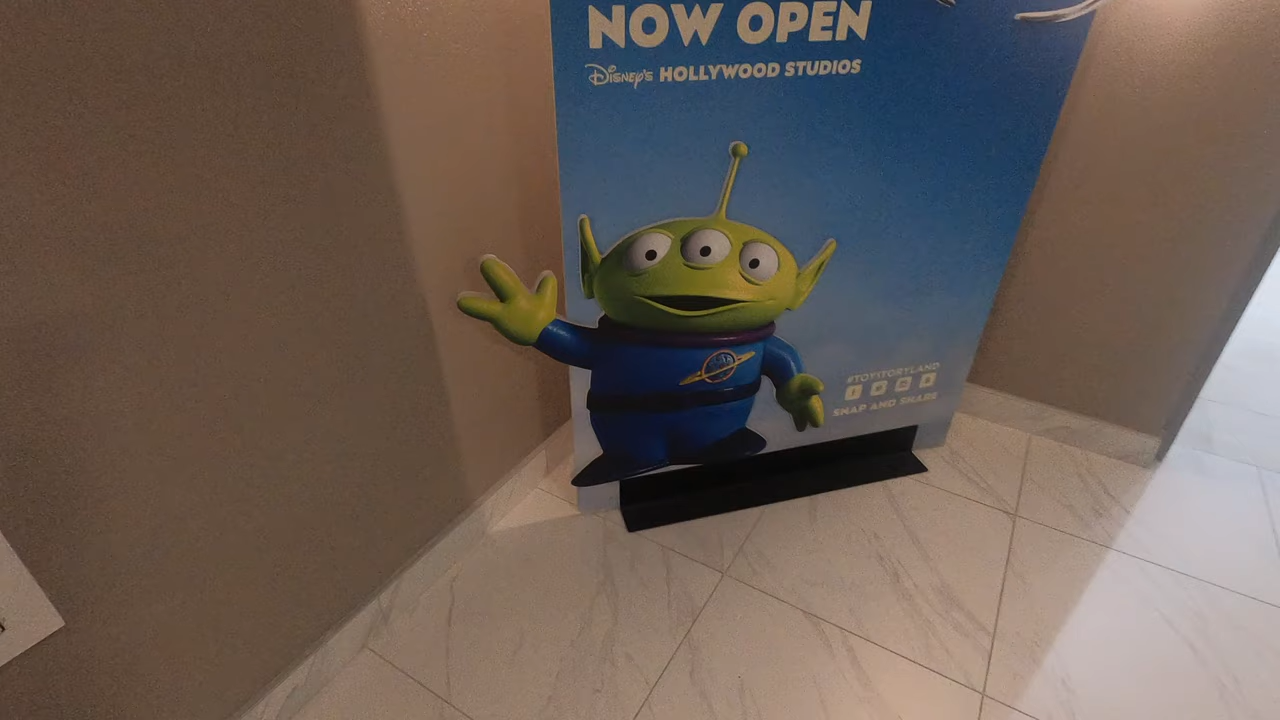 NOW OPEN
Disney's HOLLYWOOD STUDIOS
#TOYSTORYLAND
SNAP AND SHARE